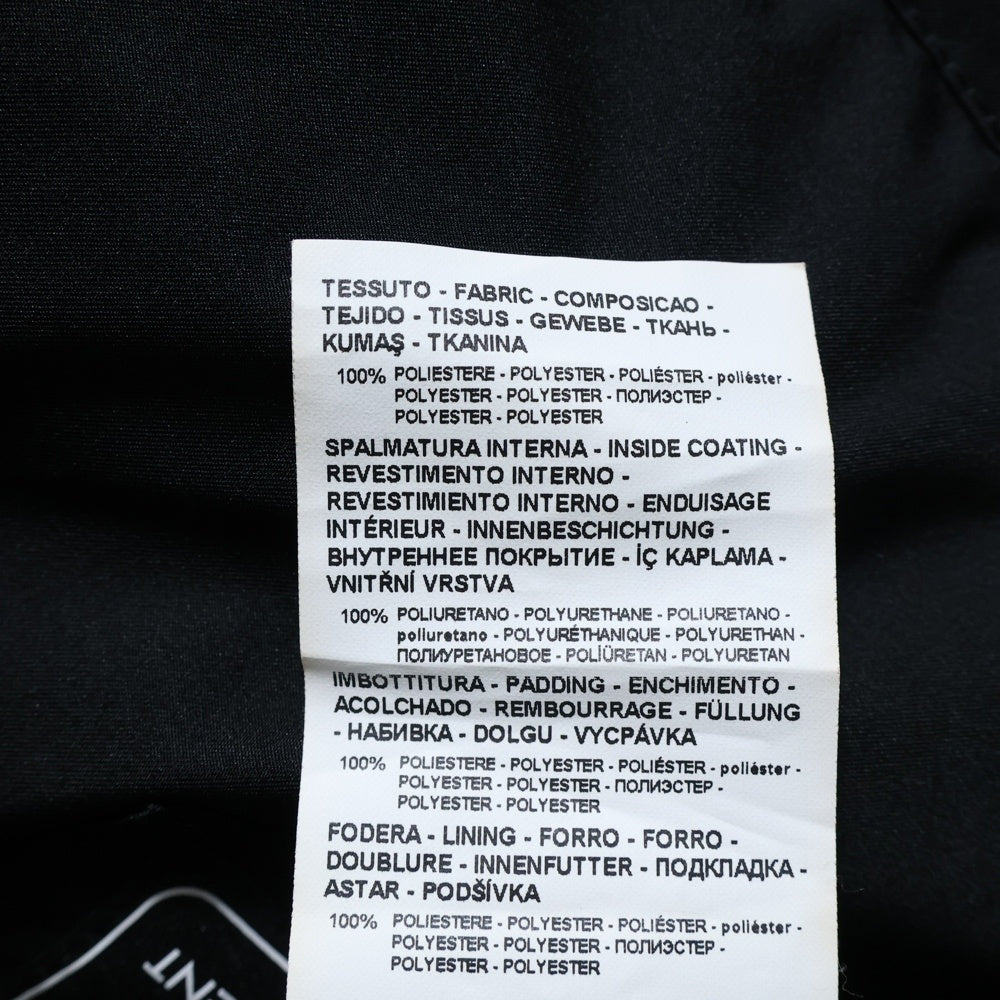 TESSUTO - FABRIC - COMPOSICAO -
TEJIDO - TISSUS - GEWEBE - ТКАНЬ -
KUMAŞ - TKANINA
100% POLIESTERE - POLYESTER - POLIÉSTER - poliéster -
POLYESTER - POLYESTER - ПОЛИЭСТЕР -
POLYESTER - POLYESTER
SPALMATURA INTERNA - INSIDE COATING -
REVESTIMENTO INTERNO -
REVESTIMIENTO INTERNO - ENDUISAGE
INTÉRIEUR - INNENBESCHICHTUNG -
ВНУТРЕННЕЕ ПОКРЫТИЕ - İÇ KAPLAMA -
VNITŘNÍ VRSTVA
100% POLIURETANO - POLYURETHANE - POLIURETANO -
poliuretano - POLYURÉTHANIQUE - POLYURETHAN -
ПОЛИУРЕТАНОВОЕ - POLİÜRETAN - POLYURETAN
IMBOTTITURA - PADDING - ENCHIMENTO -
ACOLCHADO - REMBOURRAGE - FÜLLUNG
- НАБИВКА - DOLGU - VYCPÁVKA
100% POLIESTERE - POLYESTER - POLIÉSTER - poliéster -
POLYESTER - POLYESTER - ПОЛИЭСТЕР -
POLYESTER - POLYESTER
FODERA - LINING - FORRO - FORRO -
DOUBLURE - INNENFUTTER - ПОДКЛАДКА -
ASTAR - PODŠÍVKA
100% POLIESTERE - POLYESTER - POLIÉSTER - poliéster -
POLYESTER - POLYESTER - ПОЛИЭСТЕР -
POLYESTER - POLYESTER